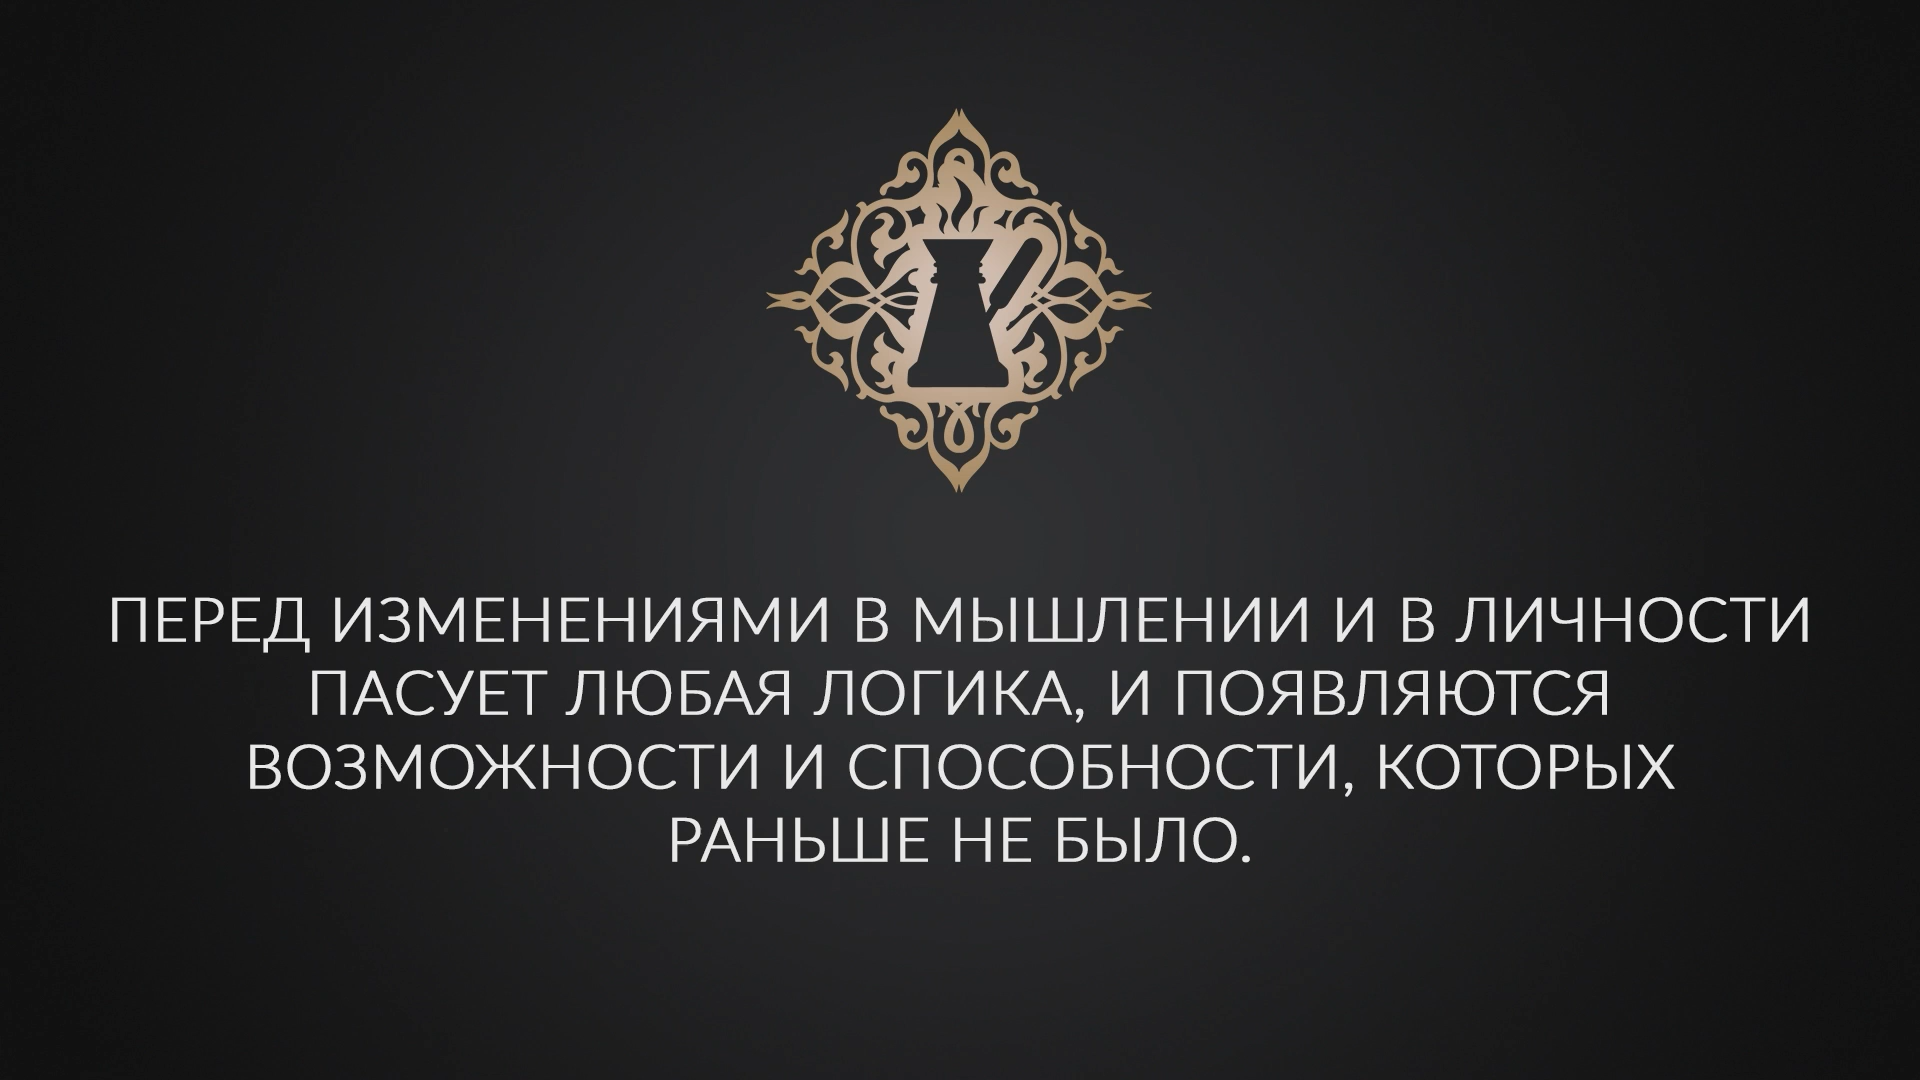 ПЕРЕД ИЗМЕНЕНИЯМИ В МЫШЛЕНИИ И В ЛИЧНОСТИ
ПАСУЕТ ЛЮБАЯ ЛОГИКА, И ПОЯВЛЯЮТСЯ
ВОЗМОЖНОСТИ И СПОСОБНОСТИ, КОТОРЫХ
РАНЬШЕ НЕ БЫЛО.